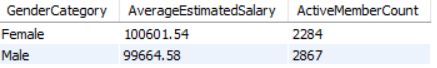 GenderCategory AverageEstimatedSalary ActiveMemberCount
Female 100601.54 2284
Male 99664.58 2867